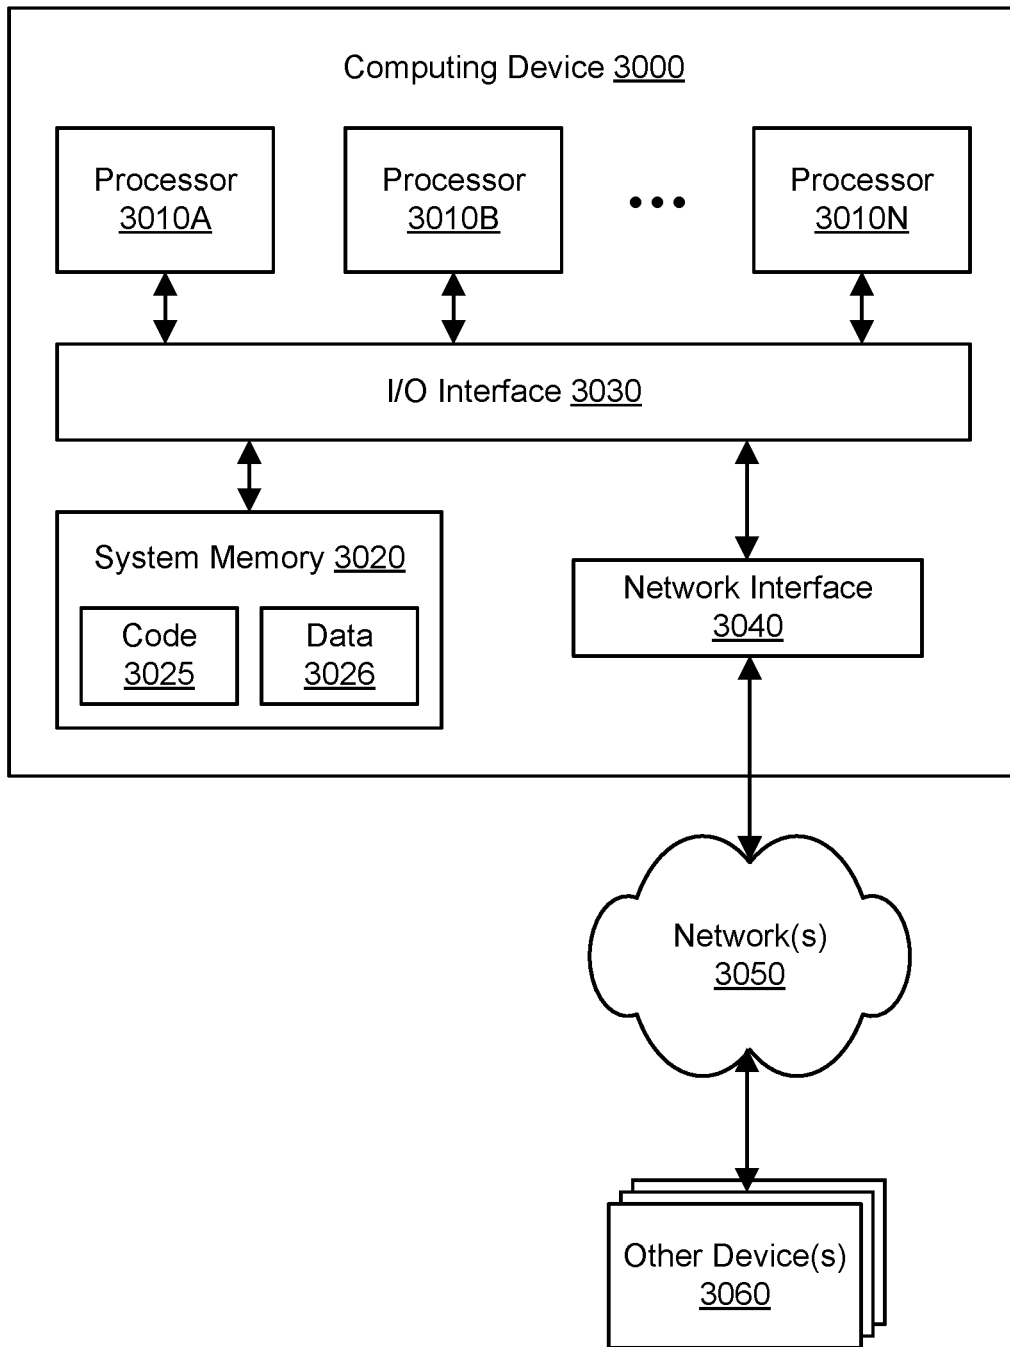 Computing Device 3000
Processor
3010A
Processor
3010B
Processor
3010N
I/O Interface 3030
System Memory 3020
Code
3025
Data
3026
Network Interface
3040
Network(s)
3050
Other Device(s)
3060